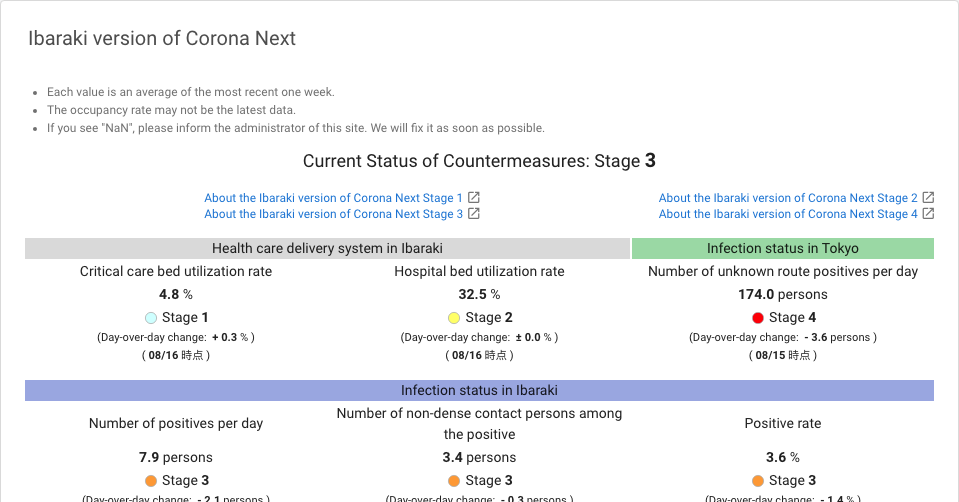 Ibaraki version of Corona Next
Each value is an average of the most recent one week.
The occupancy rate may not be the latest data.
If you see "NaN", please inform the administrator of this site. We will fix it as soon as possible.
Current Status of Countermeasures: Stage 3
About the Ibaraki version of Corona Next Stage 1
About the Ibaraki version of Corona Next Stage 2
About the Ibaraki version of Corona Next Stage 3
About the Ibaraki version of Corona Next Stage 4
Health care delivery system in Ibaraki
Infection status in Tokyo
Critical care bed utilization rate
4.8 %
Stage 1
(Day-over-day change: + 0.3 % )
( 08/16 時点 )
Hospital bed utilization rate
32.5 %
Stage 2
(Day-over-day change: ± 0.0 % )
( 08/16 時点 )
Number of unknown route positives per day
174.0 persons
Stage 4
(Day-over-day change: - 3.6 persons )
( 08/15 時点 )
Infection status in Ibaraki
Number of positives per day
7.9 persons
Stage 3
(Day-over-day change: - 2.1 persons )
Number of non-dense contact persons among
the positive
3.4 persons
Stage 3
(Day-over-day change: - 0.3 persons )
Positive rate
3.6 %
Stage 3
(Day-over-day change: - 1.4 % )